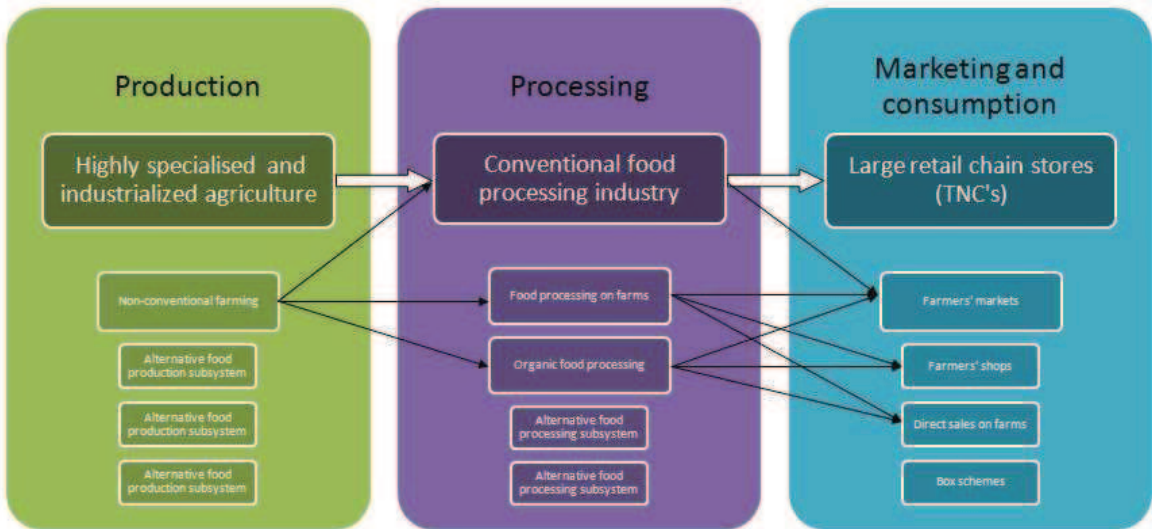 Production
Highly specialised and
industrialized agriculture
Non-conventional farming
Alternative food
production subsystem
Alternative food
production subsystem
Alternative food
production subsystem
Processing
Conventional food
processing industry
Food processing on farms
Organic food processing
Alternative food
processing subsystem
Alternative food
processing subsystem
Marketing and
consumption
Large retail chain stores
(TNC's)
Farmers' markets
Farmers' shops
Direct sales on farms
Box schemes